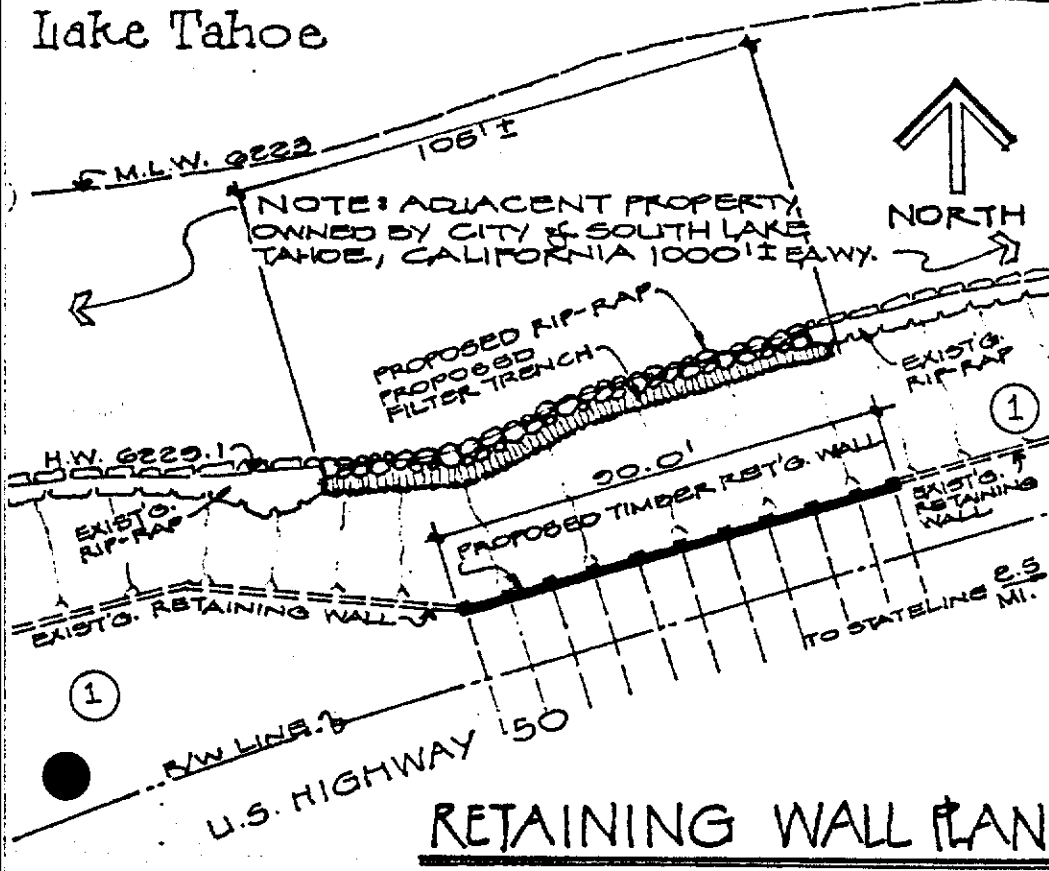 Lake Tahoe
M.L.W. 6223
105'±
NORTH
NOTE: ADJACENT PROPERTY
OWNED BY CITY of SOUTH LAKE
TAHOE, CALIFORNIA 1000'± EA.WY.
PROPOSED RIP-RAP
PROPOSED
FILTER TRENCH
EXIST'G.
RIP-RAP
1
H.W. 6229.1
90.0'
EXIST'G.
RIP-RAP
PROPOSED TIMBER RET'G. WALL
EXIST'G.
RETAINING
WALL
EXIST'G. RETAINING WALL
TO STATELINE 2.5
MI.
1
R/W LINE
U.S. HIGHWAY 50
RETAINING WALL PLAN